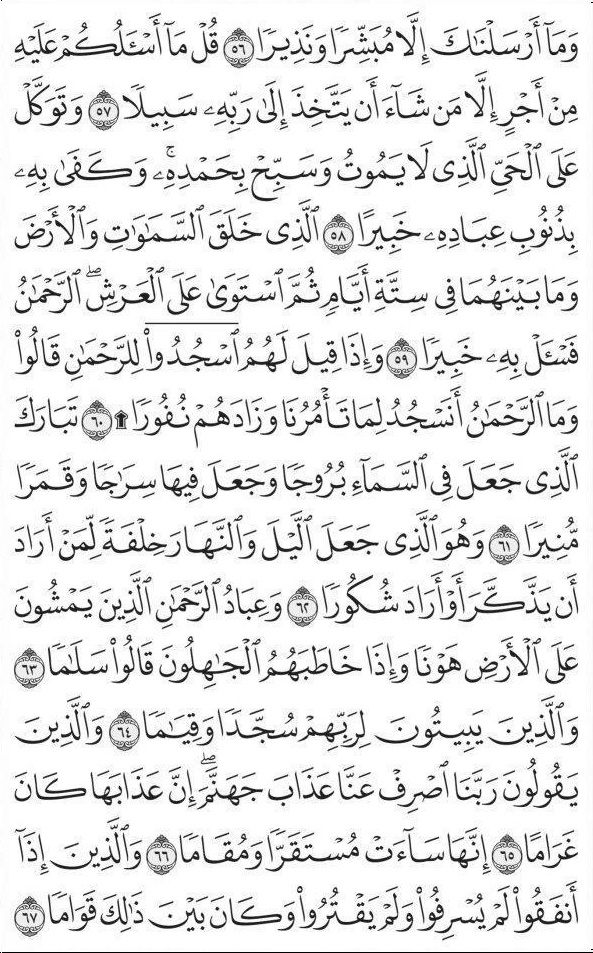 وَمَآ أَرۡسَلۡنَٰكَ إِلَّا مُبَشِّرٗا وَنَذِيرٗا ٥٦ قُلۡ مَآ أَسۡـَٔلُكُمۡ عَلَيۡهِ
مِنۡ أَجۡرٍ إِلَّا مَن شَآءَ أَن يَتَّخِذَ إِلَىٰ رَبِّهِۦ سَبِيلٗا ٥٧ وَتَوَكَّلۡ
عَلَى ٱلۡحَيِّ ٱلَّذِي لَا يَمُوتُ وَسَبِّحۡ بِحَمۡدِهِۦۚ وَكَفَىٰ بِهِۦ
بِذُنُوبِ عِبَادِهِۦ خَبِيرًا ٥٨ ٱلَّذِي خَلَقَ ٱلسَّمَٰوَٰتِ وَٱلۡأَرۡضَ
وَمَا بَيۡنَهُمَا فِي سِتَّةِ أَيَّامٖ ثُمَّ ٱسۡتَوَىٰ عَلَى ٱلۡعَرۡشِۖ ٱلرَّحۡمَٰنُ
فَسۡـَٔلۡ بِهِۦ خَبِيرٗا ٥٩ وَإِذَا قِيلَ لَهُمُ ٱسۡجُدُواْۤ لِلرَّحۡمَٰنِ قَالُواْ
وَمَا ٱلرَّحۡمَٰنُ أَنَسۡجُدُ لِمَا تَأۡمُرُنَا وَزَادَهُمۡ نُفُورٗا۩ ٦٠ تَبَارَكَ
ٱلَّذِي جَعَلَ فِي ٱلسَّمَآءِ بُرُوجٗا وَجَعَلَ فِيهَا سِرَٰجٗا وَقَمَرٗا
مُّنِيرٗا ٦١ وَهُوَ ٱلَّذِي جَعَلَ ٱلَّيۡلَ وَٱلنَّهَارَ خِلۡفَةٗ لِّمَنۡ أَرَادَ
أَن يَذَّكَّرَ أَوۡ أَرَادَ شُكُورٗا ٦٢ وَعِبَادُ ٱلرَّحۡمَٰنِ ٱلَّذِينَ يَمۡشُونَ
عَلَى ٱلۡأَرۡضِ هَوۡنٗا وَإِذَا خَاطَبَهُمُ ٱلۡجَٰهِلُونَ قَالُواْ سَلَٰمٗا ٦٣
وَٱلَّذِينَ يَبِيتُونَ لِرَبِّهِمۡ سُجَّدٗا وَقِيَٰمٗا ٦٤ وَٱلَّذِينَ
يَقُولُونَ رَبَّنَا ٱصۡرِفۡ عَنَّا عَذَابَ جَهَنَّمَۖ إِنَّ عَذَابَهَا كَانَ
غَرَامًا ٦٥ إِنَّهَا سَآءَتۡ مُسۡتَقَرّٗا وَمُقَامٗا ٦٦ وَٱلَّذِينَ إِذَآ
أَنفَقُواْ لَمۡ يُسۡرِفُواْ وَلَمۡ يَقۡتُرُواْ وَكَانَ بَيۡنَ ذَٰلِكَ قَوَامٗا ٦٧